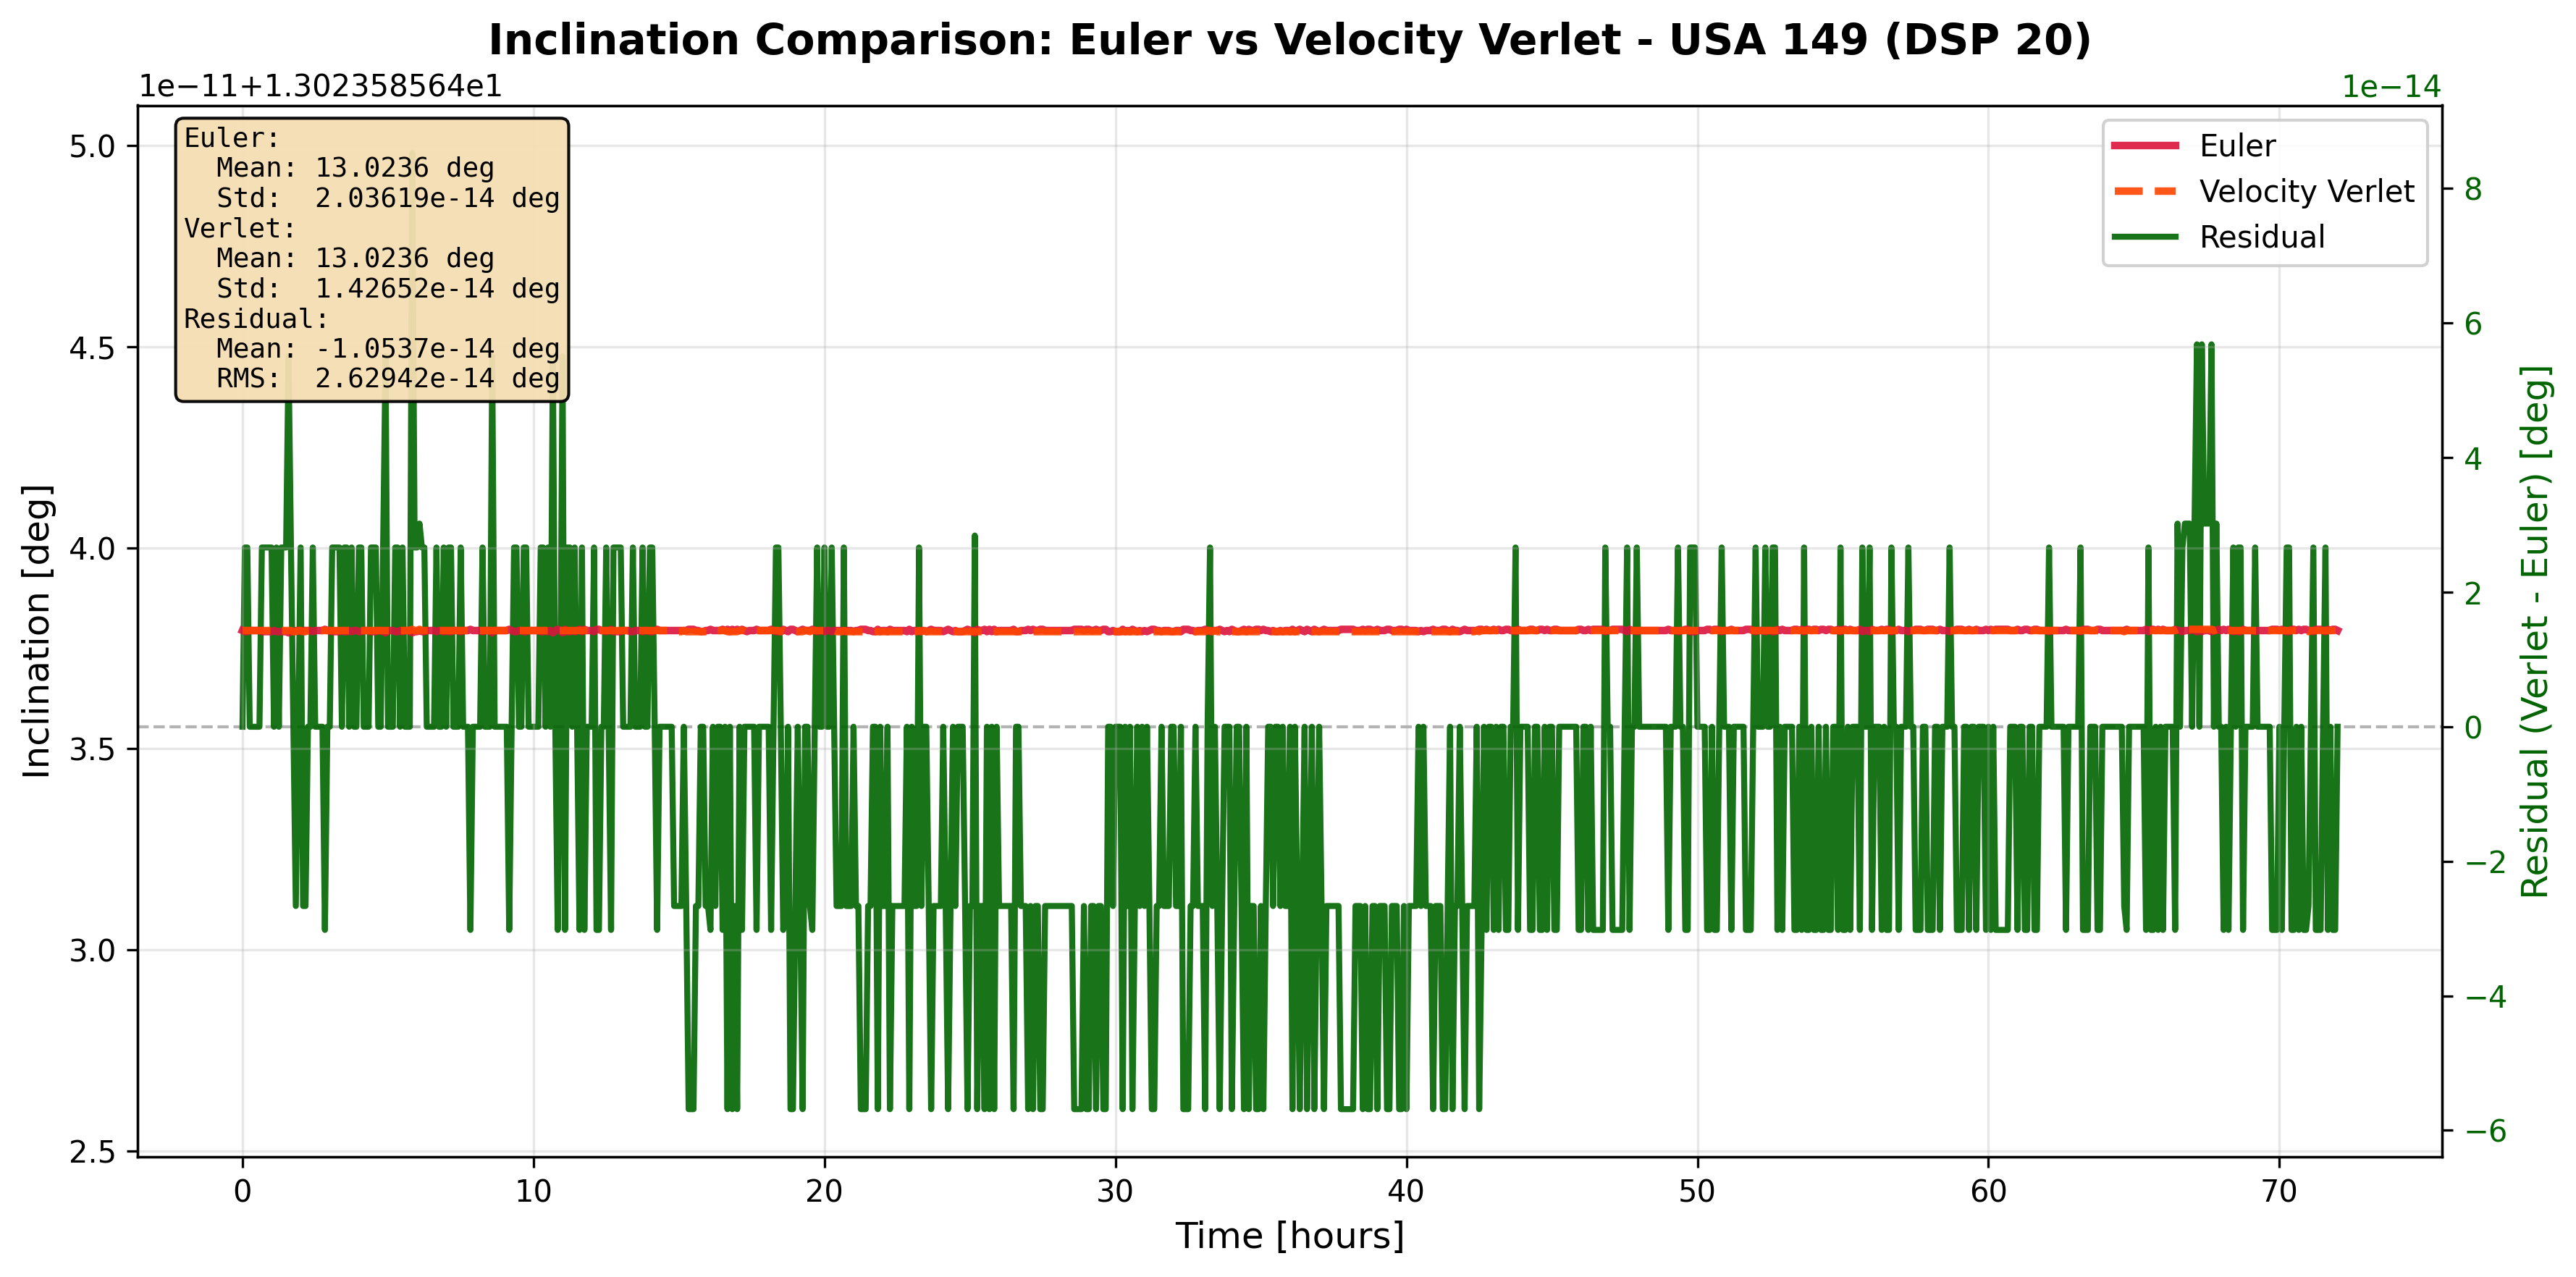 Inclination Comparison: Euler vs Velocity Verlet - USA 149 (DSP 20)
1e−11+1.302358564e1
1e−14
Euler:
Mean: 13.0236 deg
Std: 2.03619e-14 deg
Verlet:
Mean: 13.0236 deg
Std: 1.42652e-14 deg
Residual:
Mean: -1.0537e-14 deg
RMS: 2.62942e-14 deg
Euler
Velocity Verlet
Residual
Inclination [deg]
5.0
4.5
4.0
3.5
3.0
2.5
8
6
4
2
0
−2
−4
−6
Residual (Verlet - Euler) [deg]
0 10 20 30 40 50 60 70
Time [hours]